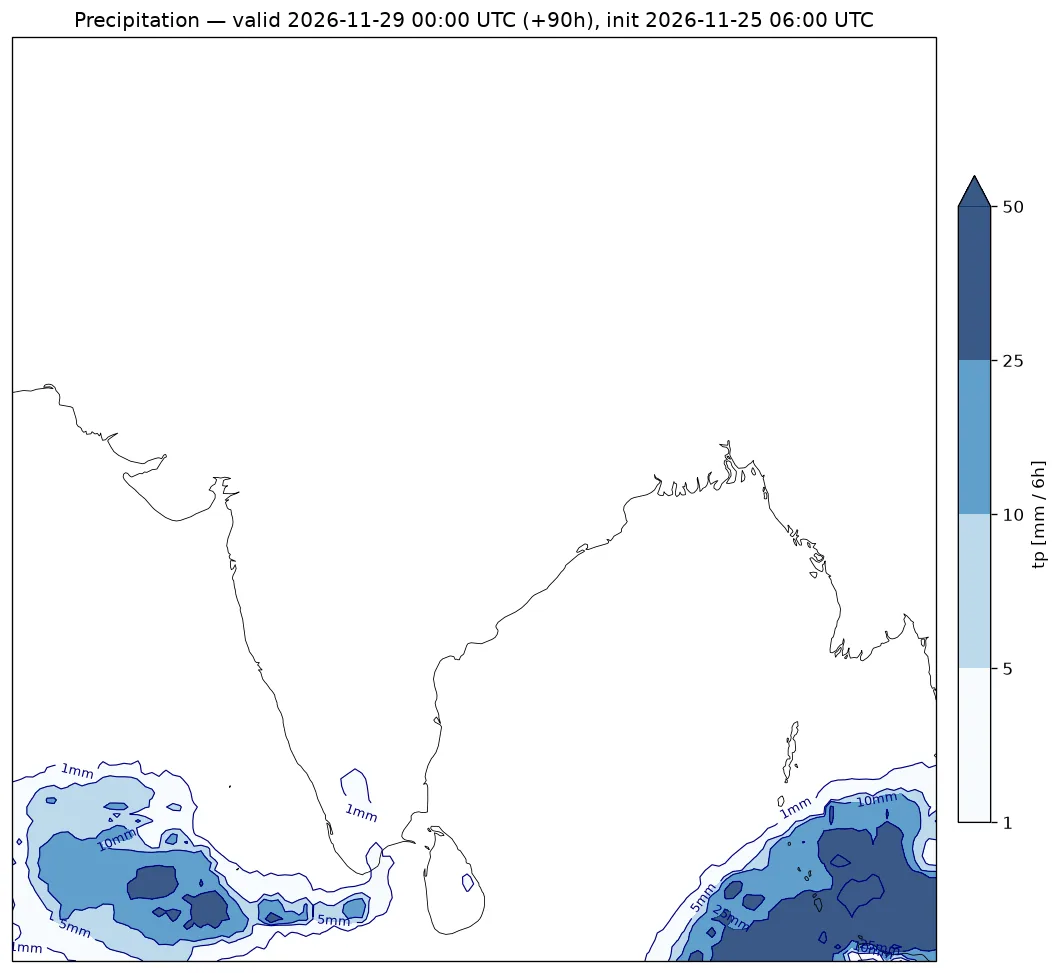 Precipitation — valid 2026-11-29 00:00 UTC (+90h), init 2026-11-25 06:00 UTC
50
25
10
5
1
tp [mm / 6h]
1mm
1mm
10mm
1mm
10mm
5mm
5mm
5mm
25mm
1mm
10mm